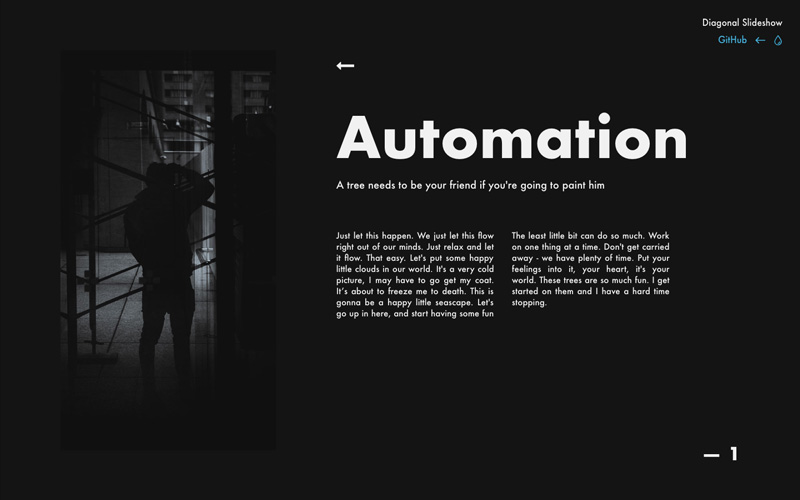 Diagonal Slideshow
GitHub
Automation
A tree needs to be your friend if you're going to paint him
Just let this happen. We just let this flow
right out of our minds. Just relax and let
it flow. That easy. Let's put some happy
little clouds in our world. It's a very cold
picture, I may have to go get my coat.
It's about to freeze me to death. This is
gonna be a happy little seascape. Let's
go up in here, and start having some fun
The least little bit can do so much. Work
on one thing at a time. Don't get carried
away - we have plenty of time. Put your
feelings into it, your heart, it's your
world. These trees are so much fun. I get
started on them and I have a hard time
stopping.
— 1